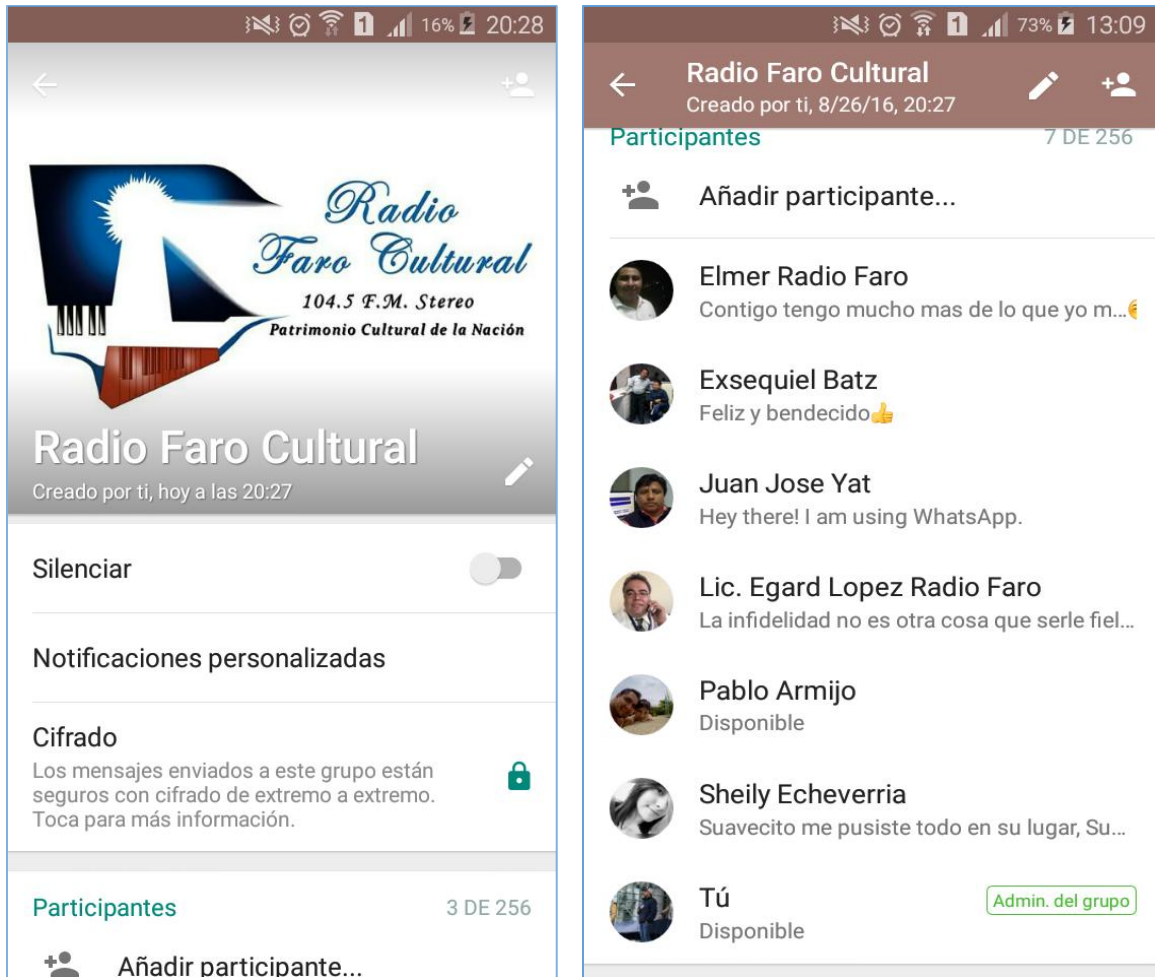 1 16% 20:28
Radio
Faro Cultural
104.5 F.M. Stereo
Patrimonio Cultural de la Nación
Radio Faro Cultural
Creado por ti, hoy a las 20:27
Silenciar
Notificaciones personalizadas
Cifrado
Los mensajes enviados a este grupo están
seguros con cifrado de extremo a extremo.
Toca para más información.
Participantes 3 DE 256
Añadir participante...
1 73% 13:09
Radio Faro Cultural
Creado por ti, 8/26/16, 20:27
Participantes 7 DE 256
Añadir participante...
Elmer Radio Faro
Contigo tengo mucho mas de lo que yo m...
Exsequiel Batz
Feliz y bendecido👍
Juan Jose Yat
Hey there! I am using WhatsApp.
Lic. Egard Lopez Radio Faro
La infidelidad no es otra cosa que serle fiel...
Pablo Armijo
Disponible
Sheily Echeverria
Suavecito me pusiste todo en su lugar, Su...
Tú Admin. del grupo
Disponible